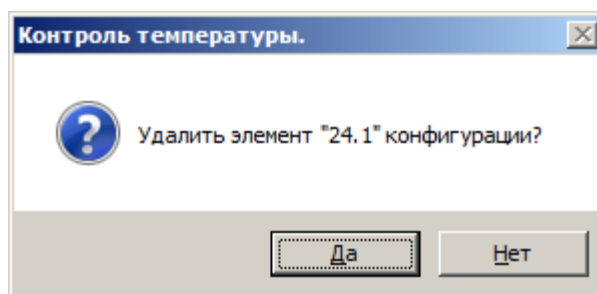 Контроль температуры.
Удалить элемент "24.1" конфигурации?
Да
Нет